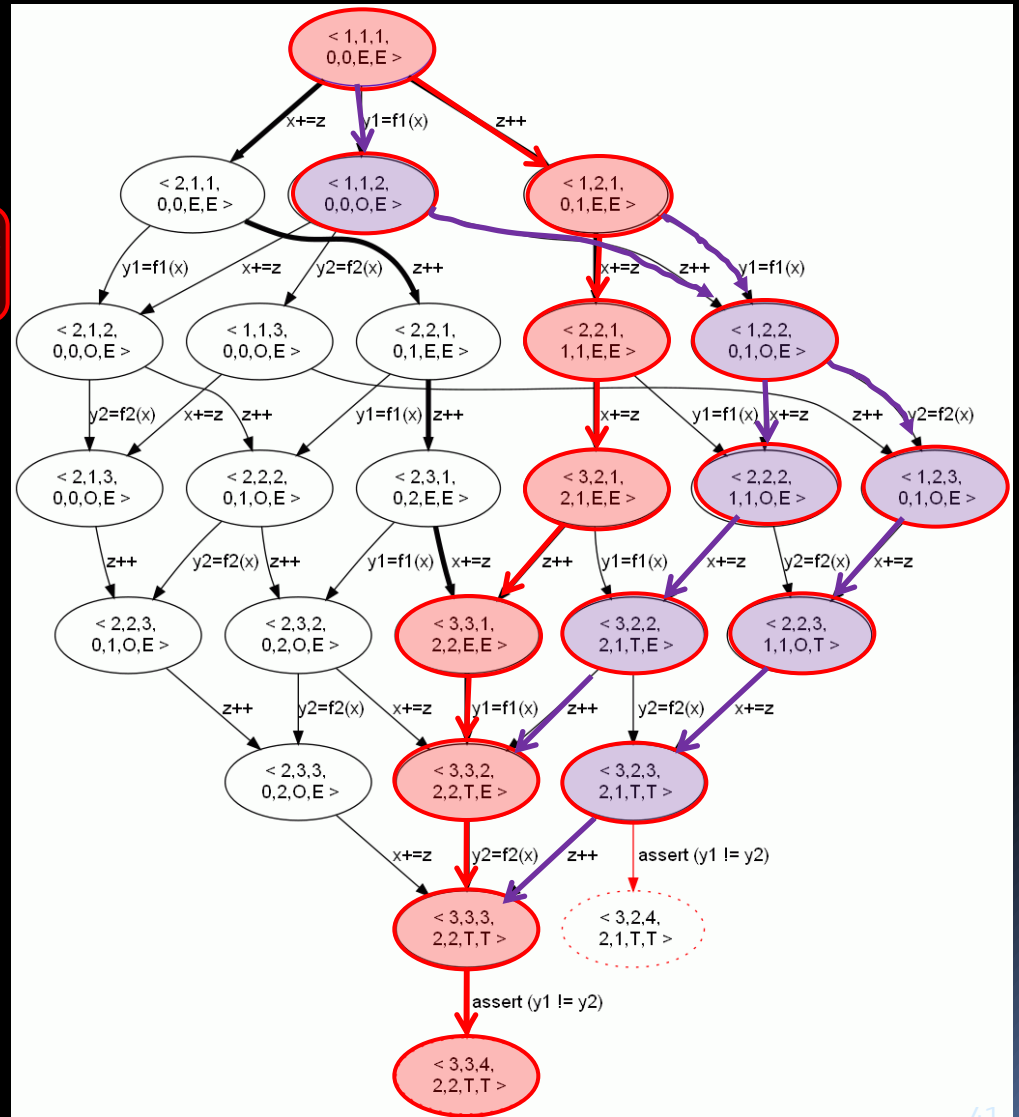 < 1,1,1,
0,0,E,E >
x+=z
y1=f1(x)
z++
< 2,1,1,
0,0,E,E >
< 1,1,2,
0,0,O,E >
< 1,2,1,
0,1,E,E >
y1=f1(x)
x+=z
y2=f2(x)
z++
x+=z
z++
y1=f1(x)
< 2,1,2,
0,0,O,E >
< 1,1,3,
0,0,O,E >
< 2,2,1,
0,1,E,E >
< 2,2,1,
1,1,E,E >
< 1,2,2,
0,1,O,E >
y2=f2(x)
x+=z
z++
y1=f1(x)
z++
x+=z
y1=f1(x)
x+=z
z++
y2=f2(x)
< 2,1,3,
0,0,O,E >
< 2,2,2,
0,1,O,E >
< 2,3,1,
0,2,E,E >
< 3,2,1,
2,1,E,E >
< 2,2,2,
1,1,O,E >
< 1,2,3,
0,1,O,E >
z++
y2=f2(x)
z++
y1=f1(x)
x+=z
z++
y1=f1(x)
x+=z
y2=f2(x)
x+=z
< 2,2,3,
0,1,O,E >
< 2,3,2,
0,2,O,E >
< 3,3,1,
2,2,E,E >
< 3,2,2,
2,1,T,E >
< 2,2,3,
1,1,O,T >
z++
y2=f2(x)
x+=z
y1=f1(x)
z++
y2=f2(x)
x+=z
< 2,3,3,
0,2,O,E >
< 3,3,2,
2,2,T,E >
< 3,2,3,
2,1,T,T >
x+=z
y2=f2(x)
z++
assert (y1 != y2)
< 3,3,3,
2,2,T,T >
< 3,2,4,
2,1,T,T >
assert (y1 != y2)
< 3,3,4,
2,2,T,T >
41